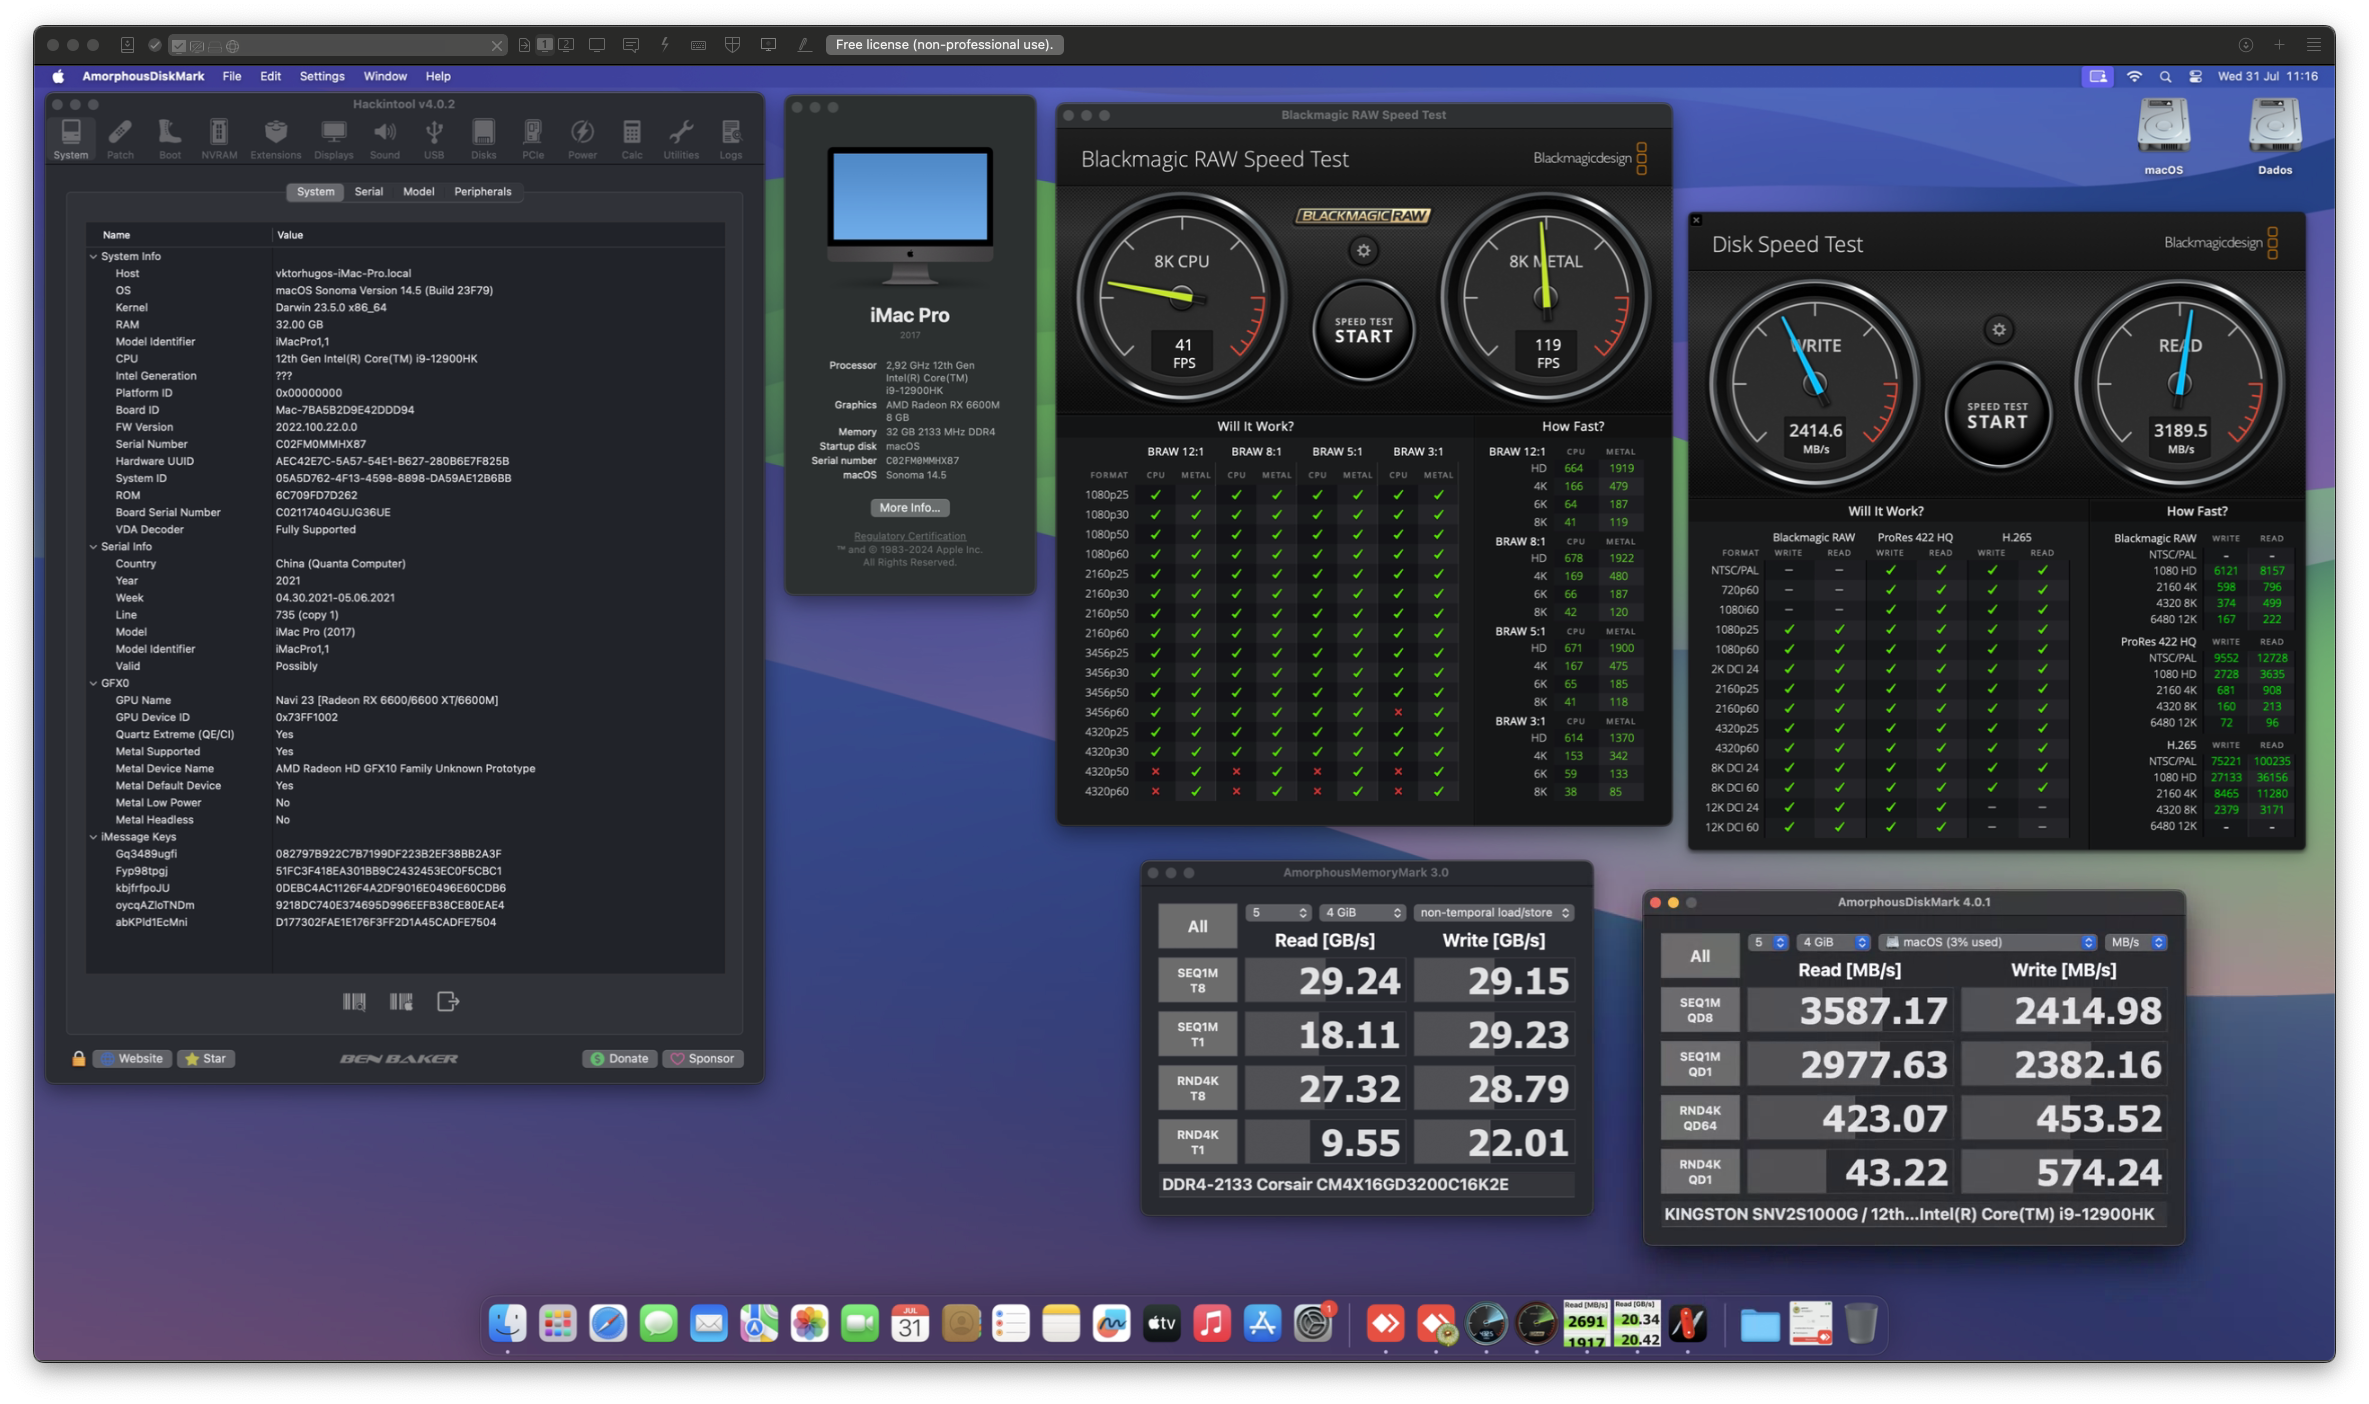 Free license (non-professional use).
AmorphousDiskMark File Edit Settings Window Help
Wed 31 Jul 11:16
macOS
Dados
Hackintool v4.0.2
System Patch Boot NVRAM Extensions Displays Sound USB Disks PCIe Power Calc Utilities Logs
System Serial Model Peripherals
Name Value
System Info
Host vktorhugos-iMac-Pro.local
OS macOS Sonoma Version 14.5 (Build 23F79)
Kernel Darwin 23.5.0 x86_64
RAM 32.00 GB
Model Identifier iMacPro1,1
CPU 12th Gen Intel(R) Core(TM) i9-12900HK
Intel Generation ???
Platform ID 0x00000000
Board ID Mac-7BA5B2D9E42DDD94
FW Version 2022.100.22.0.0
Serial Number C02FM0MMHX87
Hardware UUID AEC42E7C-5A57-54E1-B627-280B6E7F825B
System ID 05A5D762-4F13-4598-8898-DA59AE12B6BB
ROM 6C709FD7D262
Board Serial Number C02117404GUJG36UE
VDA Decoder Fully Supported
Serial Info
Country China (Quanta Computer)
Year 2021
Week 04.30.2021-05.06.2021
Line 735 (copy 1)
Model iMac Pro (2017)
Model Identifier iMacPro1,1
Valid Possibly
GFX0
GPU Name Navi 23 [Radeon RX 6600/6600 XT/6600M]
GPU Device ID 0x73FF1002
Quartz Extreme (QE/CI) Yes
Metal Supported Yes
Metal Device Name AMD Radeon HD GFX10 Family Unknown Prototype
Metal Default Device Yes
Metal Low Power No
Metal Headless No
iMessage Keys
Gq3489ugfi 082797B922C7B7199DF223B2EF38BB2A3F
Fyp98tpgj 51FC3F418EA301BB9C2432453EC0F5CBC1
kbjfrfpoJU 0DEBC4AC1126F4A2DF9016E0496E60CDB6
oycqAZloTNDm 9218DC740E374695D996EEFB38CE80EAE4
abKPld1EcMni D177302FAE1E176F3FF2D1A45CADFE7504
Website Star BEN BAKER Donate Sponsor
iMac Pro
2017
Processor 2,92 GHz 12th Gen
Intel(R) Core(TM)
i9-12900HK
Graphics AMD Radeon RX 6600M
8 GB
Memory 32 GB 2133 MHz DDR4
Startup disk macOS
Serial number C02FM0MMHX87
macOS Sonoma 14.5
More Info...
Regulatory Certification
™ and © 1983-2024 Apple Inc.
All Rights Reserved.
Blackmagic RAW Speed Test
Blackmagic RAW Speed Test Blackmagicdesign
BLACKMAGIC RAW
8K CPU
41
FPS
SPEED TEST
START
8K METAL
119
FPS
Will It Work?
BRAW 12:1 BRAW 8:1 BRAW 5:1 BRAW 3:1
FORMAT CPU METAL CPU METAL CPU METAL CPU METAL
1080p25 ✓ ✓ ✓ ✓ ✓ ✓ ✓ ✓
1080p30 ✓ ✓ ✓ ✓ ✓ ✓ ✓ ✓
1080p50 ✓ ✓ ✓ ✓ ✓ ✓ ✓ ✓
1080p60 ✓ ✓ ✓ ✓ ✓ ✓ ✓ ✓
2160p25 ✓ ✓ ✓ ✓ ✓ ✓ ✓ ✓
2160p30 ✓ ✓ ✓ ✓ ✓ ✓ ✓ ✓
2160p50 ✓ ✓ ✓ ✓ ✓ ✓ ✓ ✓
2160p60 ✓ ✓ ✓ ✓ ✓ ✓ ✓ ✓
3456p25 ✓ ✓ ✓ ✓ ✓ ✓ ✓ ✓
3456p30 ✓ ✓ ✓ ✓ ✓ ✓ ✓ ✓
3456p50 ✓ ✓ ✓ ✓ ✓ ✓ ✓ ✓
3456p60 ✓ ✓ ✓ ✓ ✓ ✓ × ✓
4320p25 ✓ ✓ ✓ ✓ ✓ ✓ ✓ ✓
4320p30 ✓ ✓ ✓ ✓ ✓ ✓ ✓ ✓
4320p50 × ✓ × ✓ × ✓ × ✓
4320p60 × ✓ × ✓ × ✓ × ✓
How Fast?
BRAW 12:1 CPU METAL
HD 664 1919
4K 166 479
6K 64 187
8K 41 119
BRAW 8:1 CPU METAL
HD 678 1922
4K 169 480
6K 66 187
8K 42 120
BRAW 5:1 CPU METAL
HD 671 1900
4K 167 475
6K 65 185
8K 41 118
BRAW 3:1 CPU METAL
HD 614 1370
4K 153 342
6K 59 133
8K 38 85
Disk Speed Test Blackmagicdesign
WRITE
2414.6
MB/s
SPEED TEST
START
READ
3189.5
MB/s
Will It Work?
Blackmagic RAW ProRes 422 HQ H.265
FORMAT WRITE READ WRITE READ WRITE READ
NTSC/PAL – – ✓ ✓ ✓ ✓
720p60 – – ✓ ✓ ✓ ✓
1080i60 – – ✓ ✓ ✓ ✓
1080p25 ✓ ✓ ✓ ✓ ✓ ✓
1080p60 ✓ ✓ ✓ ✓ ✓ ✓
2K DCI 24 ✓ ✓ ✓ ✓ ✓ ✓
2160p25 ✓ ✓ ✓ ✓ ✓ ✓
2160p60 ✓ ✓ ✓ ✓ ✓ ✓
4320p25 ✓ ✓ ✓ ✓ ✓ ✓
4320p60 ✓ ✓ ✓ ✓ ✓ ✓
8K DCI 24 ✓ ✓ ✓ ✓ ✓ ✓
8K DCI 60 ✓ ✓ ✓ ✓ ✓ ✓
12K DCI 24 ✓ ✓ ✓ ✓ – –
12K DCI 60 ✓ ✓ ✓ ✓ – –
How Fast?
Blackmagic RAW WRITE READ
NTSC/PAL - -
1080 HD 6121 8157
2160 4K 598 796
4320 8K 374 499
6480 12K 167 222
ProRes 422 HQ WRITE READ
NTSC/PAL 9552 12728
1080 HD 2728 3635
2160 4K 681 908
4320 8K 160 213
6480 12K 72 96
H.265 WRITE READ
NTSC/PAL 75221 100235
1080 HD 27133 36156
2160 4K 8465 11280
4320 8K 2379 3171
6480 12K - -
AmorphousMemoryMark 3.0
All 5 4 GiB non-temporal load/store
Read [GB/s] Write [GB/s]
SEQ1M T8 29.24 29.15
SEQ1M T1 18.11 29.23
RND4K T8 27.32 28.79
RND4K T1 9.55 22.01
DDR4-2133 Corsair CM4X16GD3200C16K2E
AmorphousDiskMark 4.0.1
All 5 4 GiB macOS (3% used) MB/s
Read [MB/s] Write [MB/s]
SEQ1M QD8 3587.17 2414.98
SEQ1M QD1 2977.63 2382.16
RND4K QD64 423.07 453.52
RND4K QD1 43.22 574.24
KINGSTON SNV2S1000G / 12th...Intel(R) Core(TM) i9-12900HK
JUL
31
tv
1
Read [MB/s]
2691
1917
Read [GB/s]
20.34
20.42